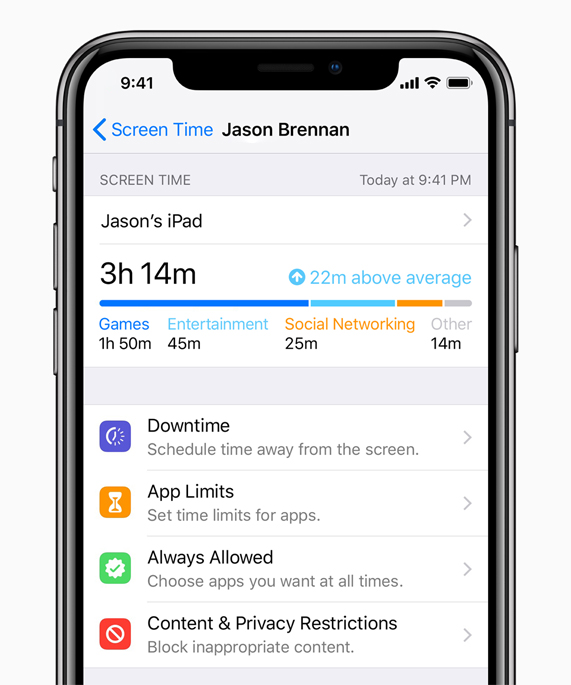 9:41
Screen Time Jason Brennan
SCREEN TIME Today at 9:41 PM
Jason’s iPad
3h 14m 22m above average
Games Entertainment Social Networking Other
1h 50m 45m 25m 14m
Downtime
Schedule time away from the screen.
App Limits
Set time limits for apps.
Always Allowed
Choose apps you want at all times.
Content & Privacy Restrictions
Block inappropriate content.